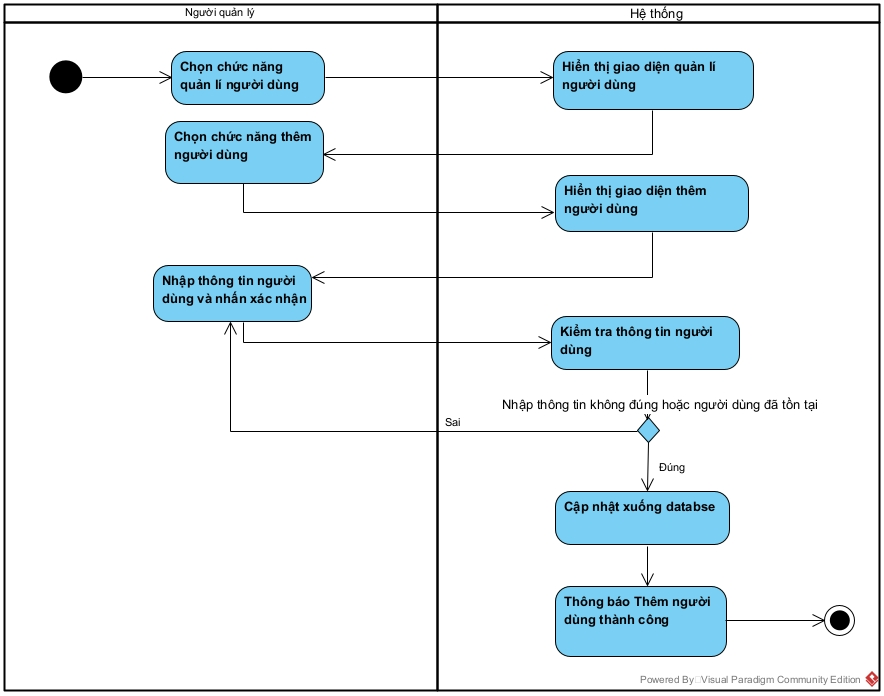 Người quản lý
Hệ thống
Chọn chức năng
quản lí người dùng
Hiển thị giao diện quản lí
người dùng
Chọn chức năng thêm
người dùng
Hiển thị giao diện thêm
người dùng
Nhập thông tin người
dùng và nhấn xác nhận
Kiểm tra thông tin người
dùng
Nhập thông tin không đúng hoặc người dùng đã tồn tại
Sai
Đúng
Cập nhật xuống databse
Thông báo Thêm người
dùng thành công
Powered By Visual Paradigm Community Edition